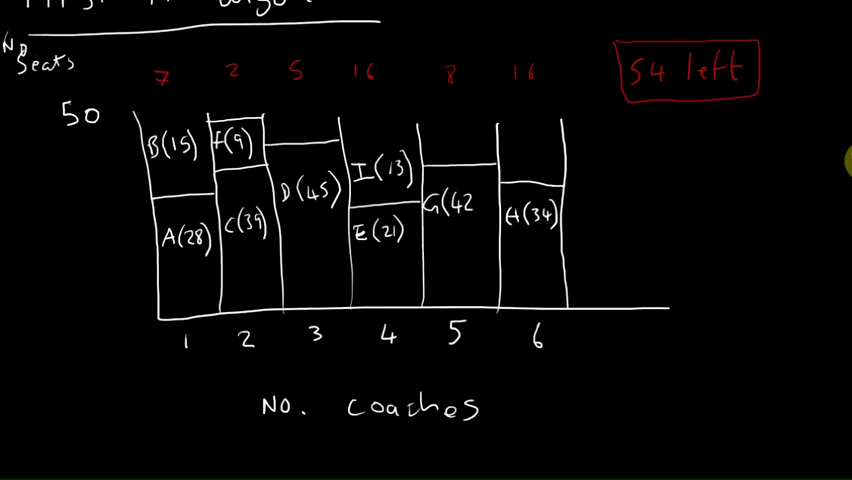 No
Seats
7 2 5 16 8 16
54 left
50
B(15) F(9) I(13)
D(45)
A(28) C(39) E(21) G(42 H(34)
1 2 3 4 5 6
No. coaches